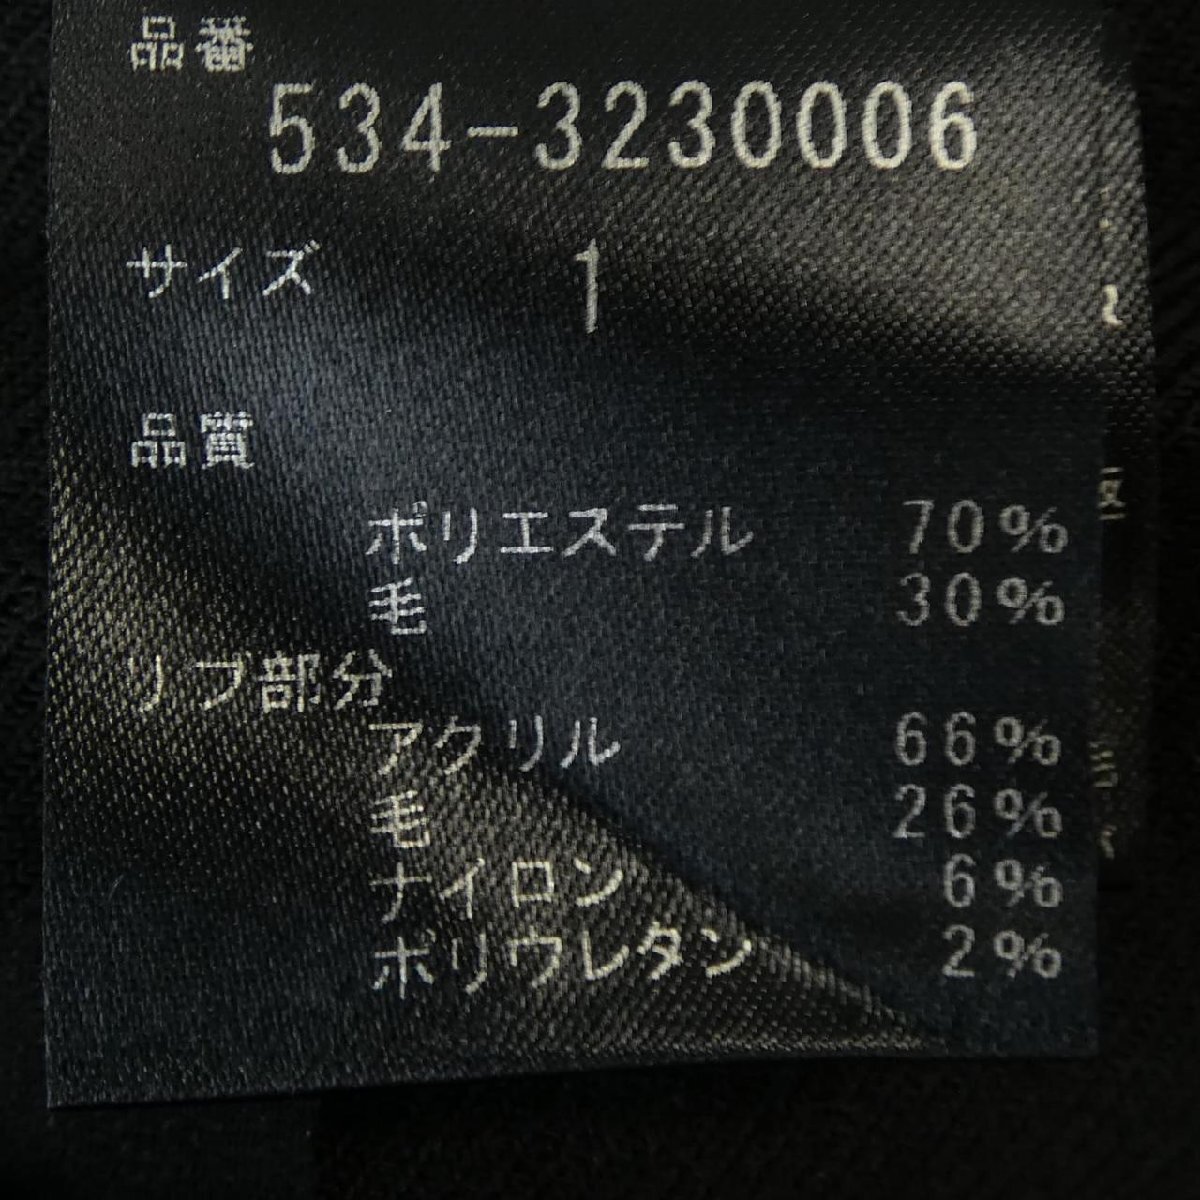 品番
534-3230006
サイズ 1
品質
ポリエステル 70%
毛 30%
リブ部分
アクリル 66%
毛 26%
ナイロン 6%
ポリウレタン 2%